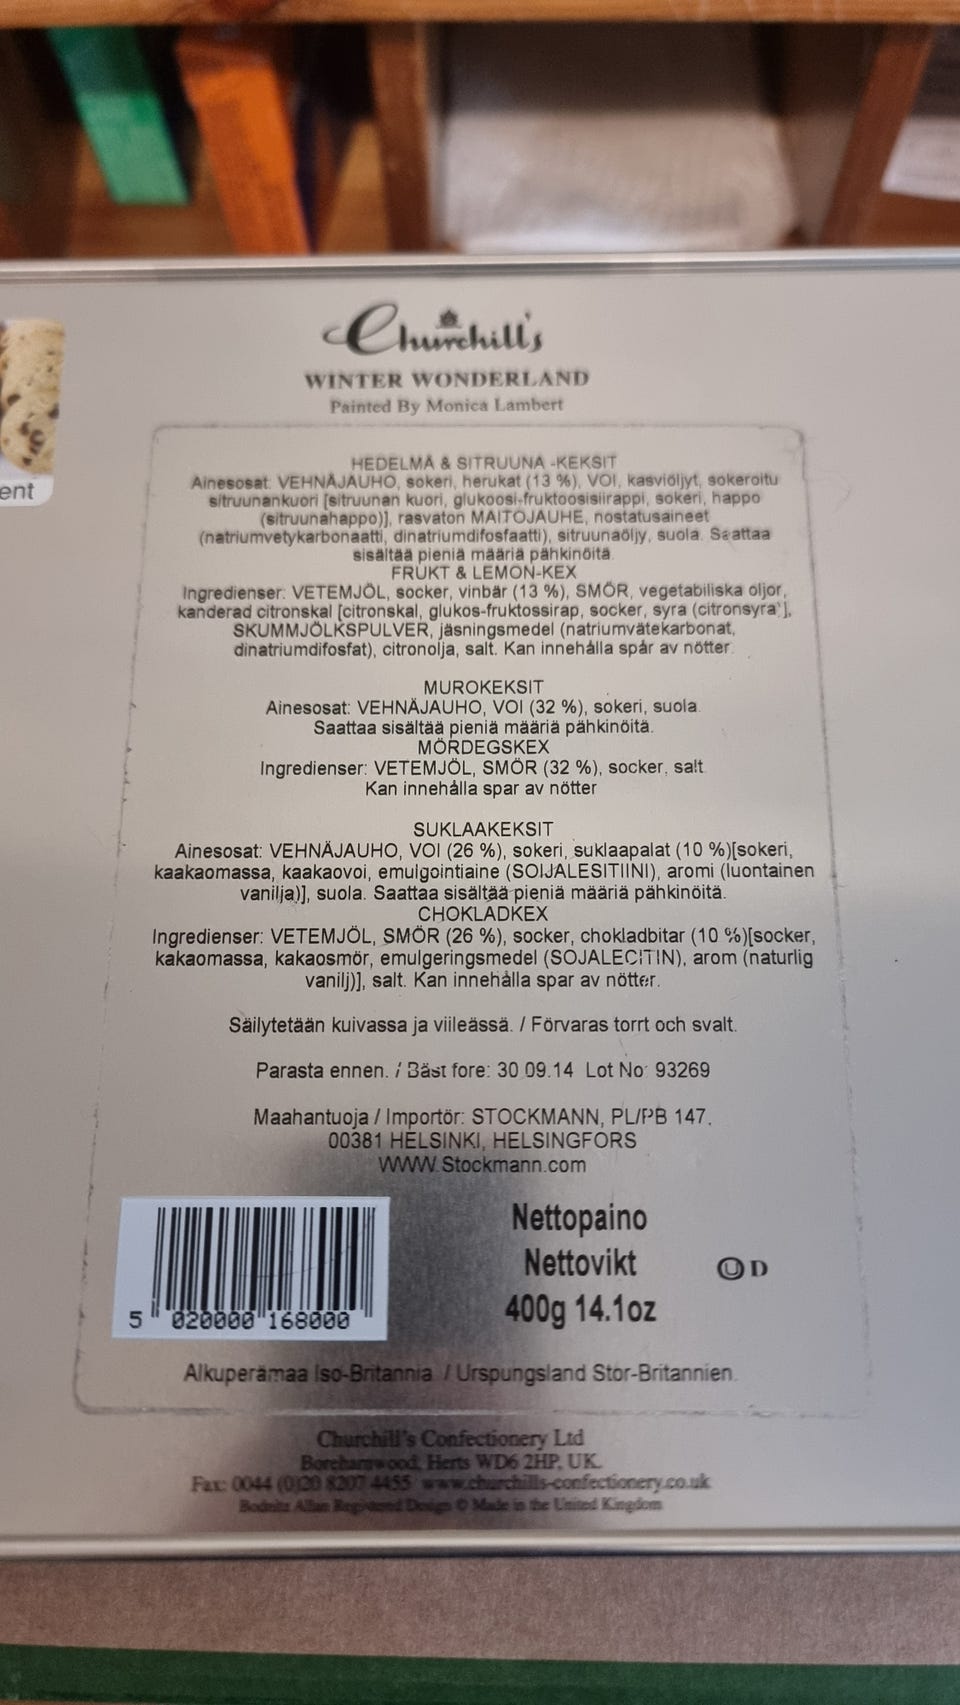 ent
Churchill's
WINTER WONDERLAND
Painted By Monica Lambert
HEDELMÄ & SITRUUNA -KEKSIT
Ainesosat: VEHNÄJAUHO, sokeri, herukat (13 %), VOI, kasviöljyt, sokeroitu
sitruunankuori [sitruunan kuori, glukoosi-fruktoosisiirappi, sokeri, happo
(sitruunahappo)], rasvaton MAITOJAUHE, nostatusaineet
(natriumvetykarbonaatti, dinatriumdifosfaatti), sitruunaöljy, suola. Saattaa
sisältää pieniä määriä pähkinöitä.
FRUKT & LEMON-KEX
Ingredienser: VETEMJÖL, socker, vinbär (13 %), SMÖR, vegetabiliska oljor,
kanderad citronskal [citronskal, glukos-fruktossirap, socker, syra (citronsyra)],
SKUMMJÖLKSPULVER, jäsningsmedel (natriumvätekarbonat,
dinatriumdifosfat), citronolja, salt. Kan innehålla spår av nötter.
MUROKEKSIT
Ainesosat: VEHNÄJAUHO, VOI (32 %), sokeri, suola.
Saattaa sisältää pieniä määriä pähkinöitä.
MÖRDEGSKEX
Ingredienser: VETEMJÖL, SMÖR (32 %), socker, salt.
Kan innehålla spar av nötter
SUKLAAKEKSIT
Ainesosat: VEHNÄJAUHO, VOI (26 %), sokeri, suklaapalat (10 %)[sokeri,
kaakaomassa, kaakaovoi, emulgointiaine (SOIJALESITIINI), aromi (luontainen
vanilja)], suola. Saattaa sisältää pieniä määriä pähkinöitä.
CHOKLADKEX
Ingredienser: VETEMJÖL, SMÖR (26 %), socker, chokladbitar (10 %)[socker,
kakaomassa, kakaosmör, emulgeringsmedel (SOJALECITIN), arom (naturlig
vanilj)], salt. Kan innehålla spar av nötter.
Säilytetään kuivassa ja viileässä. / Förvaras torrt och svalt.
Parasta ennen. / Bäst fore: 30.09.14 Lot No: 93269
Maahantuoja / Importör: STOCKMANN, PL/PB 147,
00381 HELSINKI, HELSINGFORS
WWW.Stockmann.com
Nettopaino
Nettovikt
400g 14.1oz
Ⓤ D
5 020000 168000
Alkuperämaa Iso-Britannia. / Urspungsland Stor-Britannien.
Churchill's Confectionery Ltd
Borehamwood, Herts WD6 2HP, UK.
Fax: 0044 (0)20 8207 4455 www.churchills-confectionery.co.uk
Bodnitz Allan Registered Design © Made in the United Kingdom